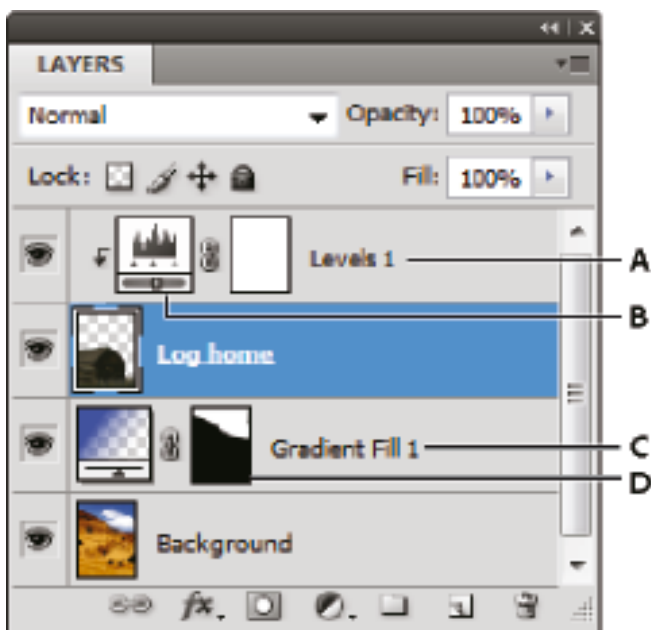 LAYERS
Normal Opacity: 100%
Lock: Fill: 100%
Levels 1 A
B
Log home
Gradient Fill 1 C
D
Background
fx.